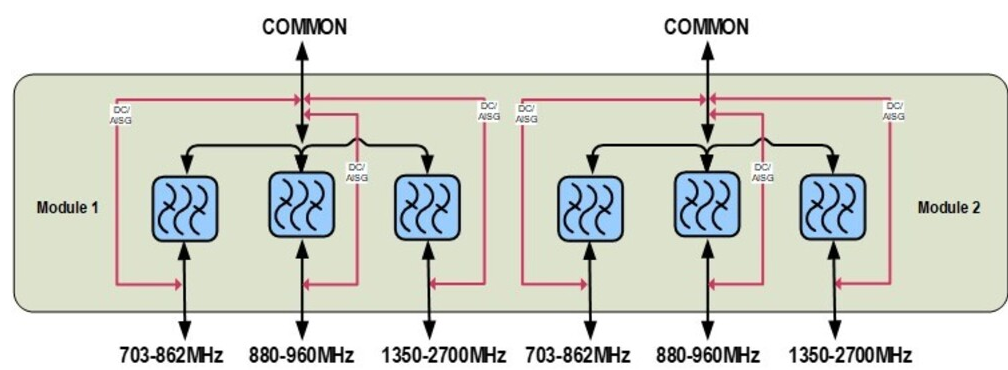 COMMON COMMON
DC/
AISG
DC/
AISG
DC/
AISG
DC/
AISG
DC/
AISG
DC/
AISG
Module 1
Module 2
703-862MHz 880-960MHz 1350-2700MHz 703-862MHz 880-960MHz 1350-2700MHz